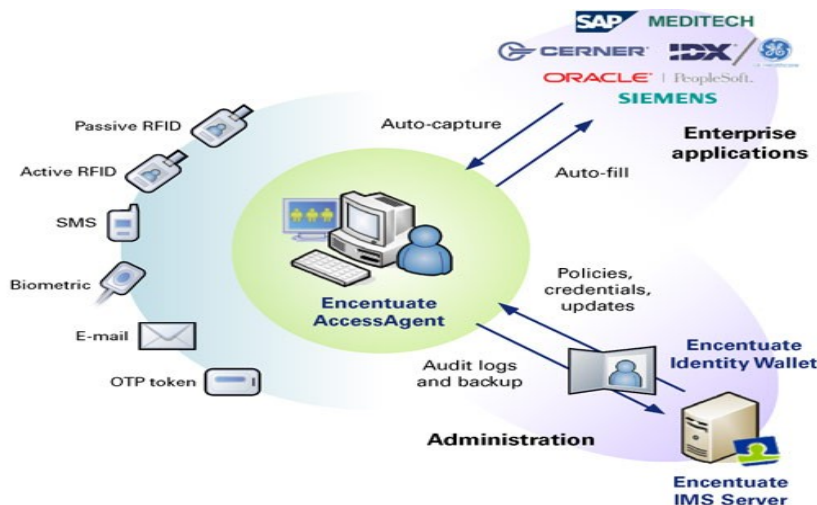 SAP MEDITECH
CERNER IDX
ORACLE | PeopleSoft.
SIEMENS
Enterprise
applications
Auto-capture
Auto-fill
Passive RFID
Active RFID
SMS
Biometric
E-mail
OTP token
Encentuate
AccessAgent
Policies,
credentials,
updates
Encentuate
Identity Wallet
Audit logs
and backup
Administration
Encentuate
IMS Server